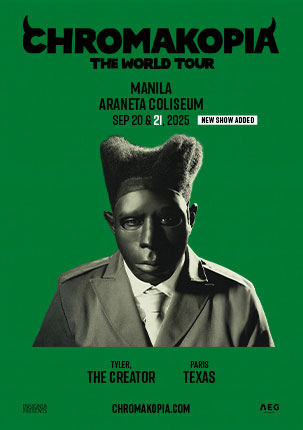 CHROMAKOPIA
THE WORLD TOUR
MANILA
ARANETA COLISEUM
SEP 20 & 21, 2025 NEW SHOW ADDED
TYLER, PARIS
THE CREATOR TEXAS
CHROMAKOPIA.COM
AEG